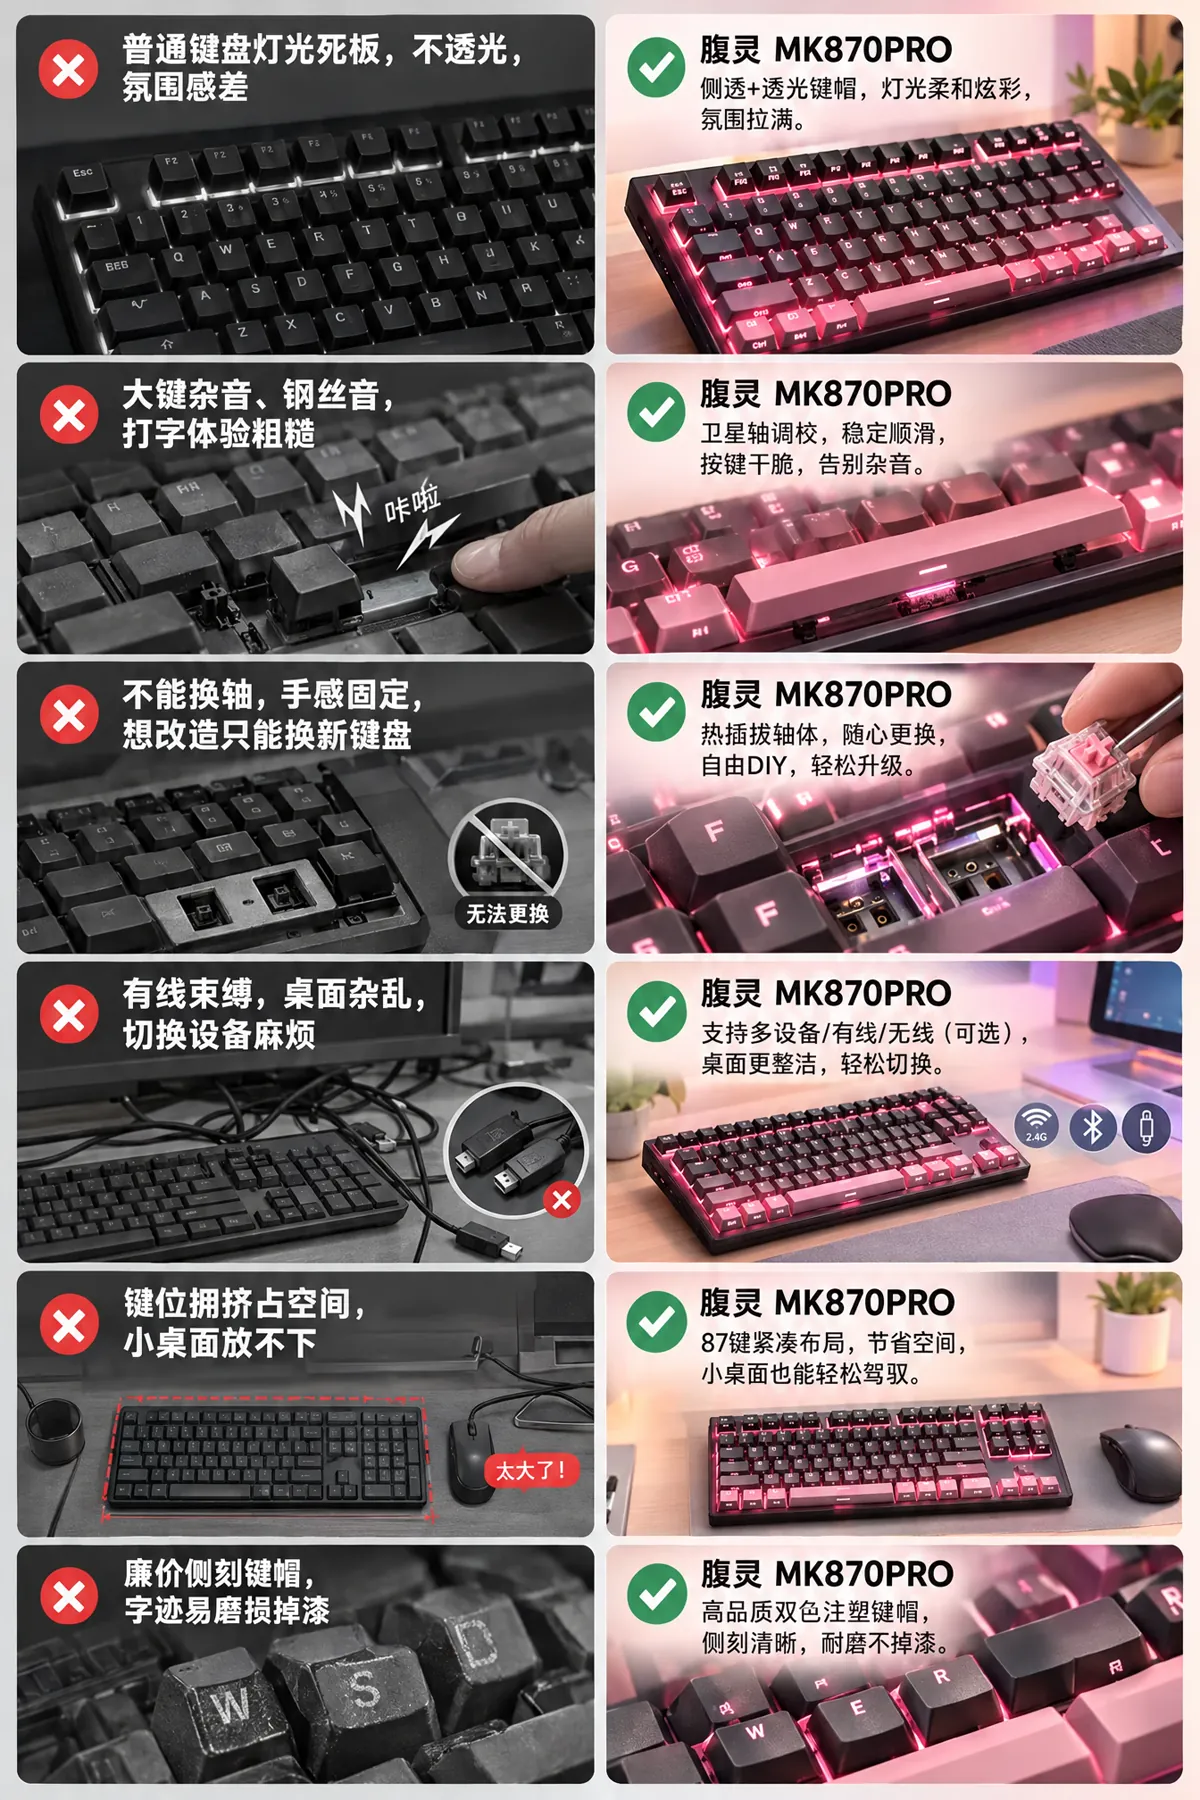 普通键盘灯光死板，不透光，
氛围感差
腹灵 MK870PRO
侧透+透光键帽，灯光柔和炫彩，
氛围拉满。
大键杂音、钢丝音，
打字体验粗糙
咔啦
腹灵 MK870PRO
卫星轴调校，稳定顺滑，
按键干脆，告别杂音。
不能换轴，手感固定，
想改造只能换新键盘
无法更换
腹灵 MK870PRO
热插拔轴体，随心更换，
自由DIY，轻松升级。
有线束缚，桌面杂乱，
切换设备麻烦
腹灵 MK870PRO
支持多设备/有线/无线（可选），
桌面更整洁，轻松切换。
2.4G
键位拥挤占空间，
小桌面放不下
太大了！
腹灵 MK870PRO
87键紧凑布局，节省空间，
小桌面也能轻松驾驭。
廉价侧刻键帽，
字迹易磨损掉漆
W S D
腹灵 MK870PRO
高品质双色注塑键帽，
侧刻清晰，耐磨不掉漆。
W E R